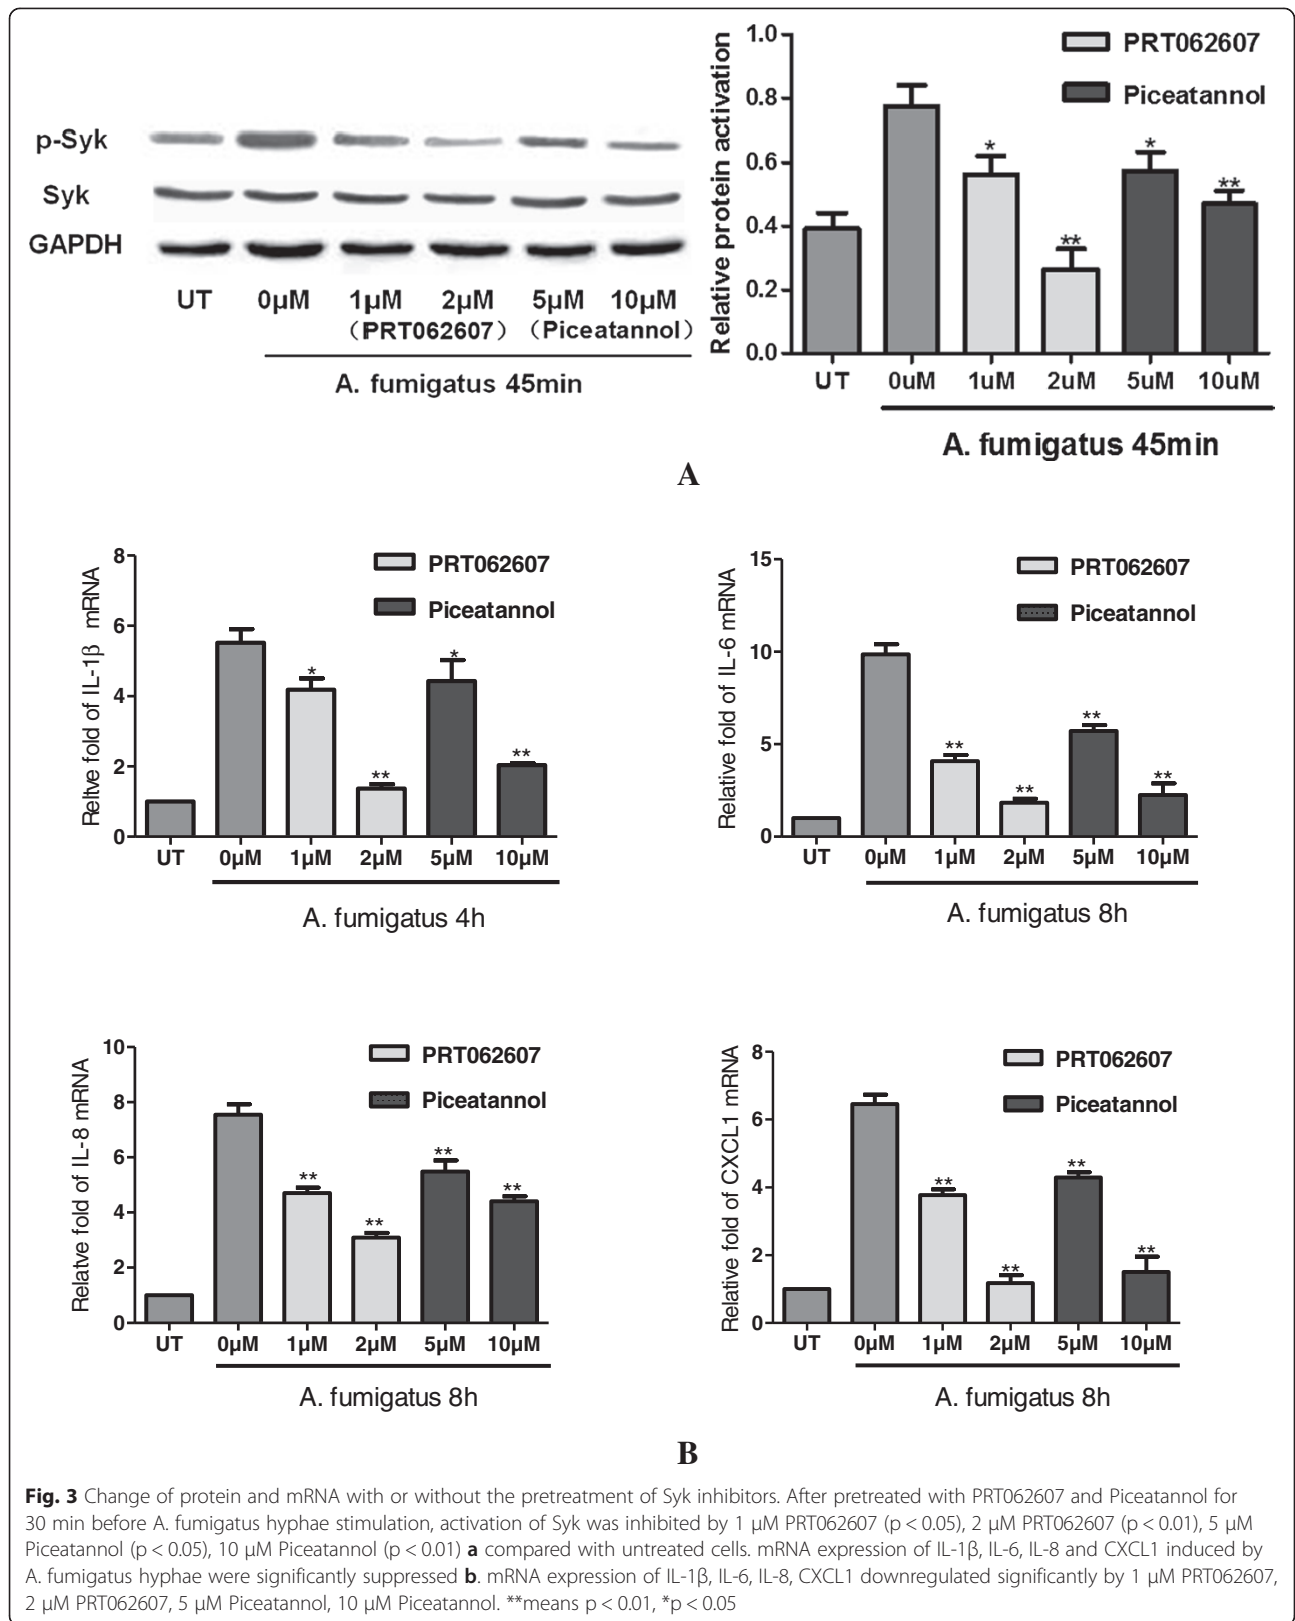 p-Syk
Syk
GAPDH
UT 0µM 1µM 2µM 5µM 10µM
(PRT062607) (Piceatannol)
A. fumigatus 45min
Relative protein activation
1.0
0.8
0.6
0.4
0.2
0.0
PRT062607
Piceatannol
* ** * **
UT 0uM 1uM 2uM 5uM 10uM
A. fumigatus 45min
A
Reltve fold of IL-1β mRNA
8
6
4
2
0
PRT062607
Piceatannol
* ** * **
UT 0µM 1µM 2µM 5µM 10µM
A. fumigatus 4h
Relative fold of IL-6 mRNA
15
10
5
0
PRT062607
Piceatannol
** ** ** **
UT 0µM 1µM 2µM 5µM 10µM
A. fumigatus 8h
Relatve fold of IL-8 mRNA
10
8
6
4
2
0
PRT062607
Piceatannol
** ** ** **
UT 0µM 1µM 2µM 5µM 10µM
A. fumigatus 8h
Relative fold of CXCL1 mRNA
8
6
4
2
0
PRT062607
Piceatannol
** ** ** **
UT 0µM 1µM 2µM 5µM 10µM
A. fumigatus 8h
B
Fig. 3 Change of protein and mRNA with or without the pretreatment of Syk inhibitors. After pretreated with PRT062607 and Piceatannol for
30 min before A. fumigatus hyphae stimulation, activation of Syk was inhibited by 1 µM PRT062607 (p < 0.05), 2 µM PRT062607 (p < 0.01), 5 µM
Piceatannol (p < 0.05), 10 µM Piceatannol (p < 0.01) a compared with untreated cells. mRNA expression of IL-1β, IL-6, IL-8 and CXCL1 induced by
A. fumigatus hyphae were significantly suppressed b. mRNA expression of IL-1β, IL-6, IL-8, CXCL1 downregulated significantly by 1 µM PRT062607,
2 µM PRT062607, 5 µM Piceatannol, 10 µM Piceatannol. **means p < 0.01, *p < 0.05